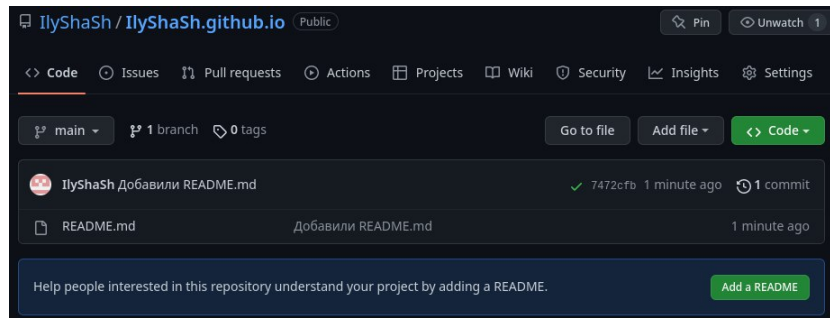 IlyShaSh / IlyShaSh.github.io Public Pin Unwatch 1
<> Code Issues Pull requests Actions Projects Wiki Security Insights Settings
main 1 branch 0 tags Go to file Add file <> Code
IlyShaSh Добавили README.md 7472cfb 1 minute ago 1 commit
README.md Добавили README.md 1 minute ago
Help people interested in this repository understand your project by adding a README. Add a README